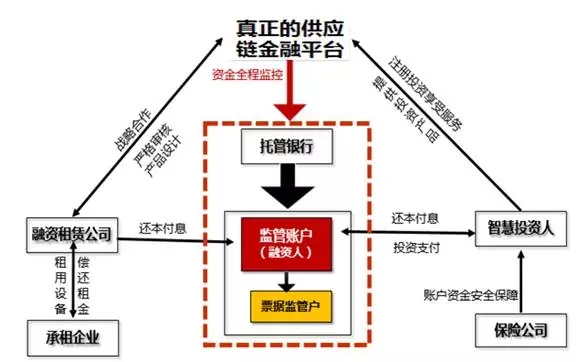 真正的供应
链金融平台
资金全程监控
战略合作
严格审核
产品设计
注册投资享受服务
提供投资产品
托管银行
融资租赁公司
还本付息
监管账户
（融资人）
还本付息
投资支付
智慧投资人
租用设备
偿还租金
票据监管户
账户资金安全保障
承租企业
保险公司